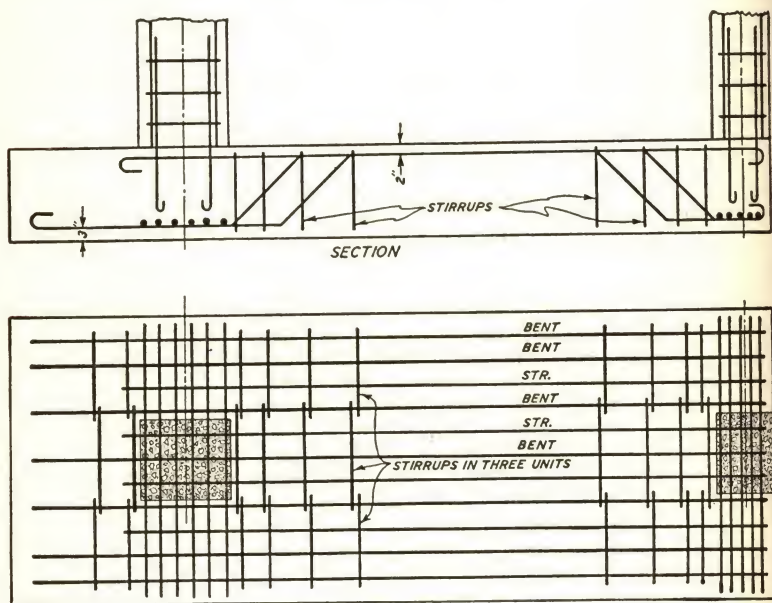 2"
STIRRUPS
3"
SECTION
BENT
BENT
STR.
BENT
STR.
BENT
STIRRUPS IN THREE UNITS